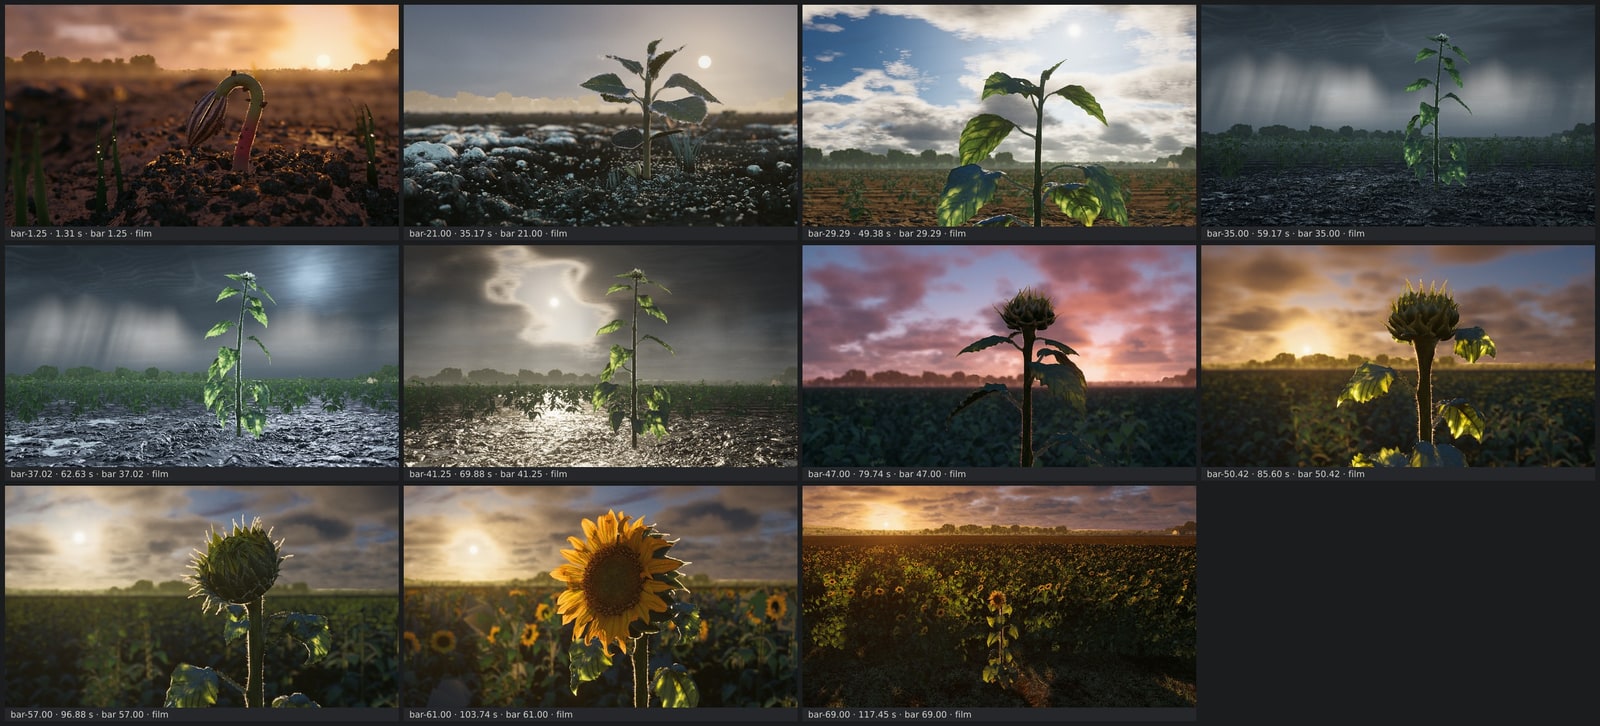 bar-1.25 · 1.31 s · bar 1.25 · film
bar-21.00 · 35.17 s · bar 21.00 · film
bar-29.29 · 49.38 s · bar 29.29 · film
bar-35.00 · 59.17 s · bar 35.00 · film
bar-37.02 · 62.63 s · bar 37.02 · film
bar-41.25 · 69.88 s · bar 41.25 · film
bar-47.00 · 79.74 s · bar 47.00 · film
bar-50.42 · 85.60 s · bar 50.42 · film
bar-57.00 · 96.88 s · bar 57.00 · film
bar-61.00 · 103.74 s · bar 61.00 · film
bar-69.00 · 117.45 s · bar 69.00 · film